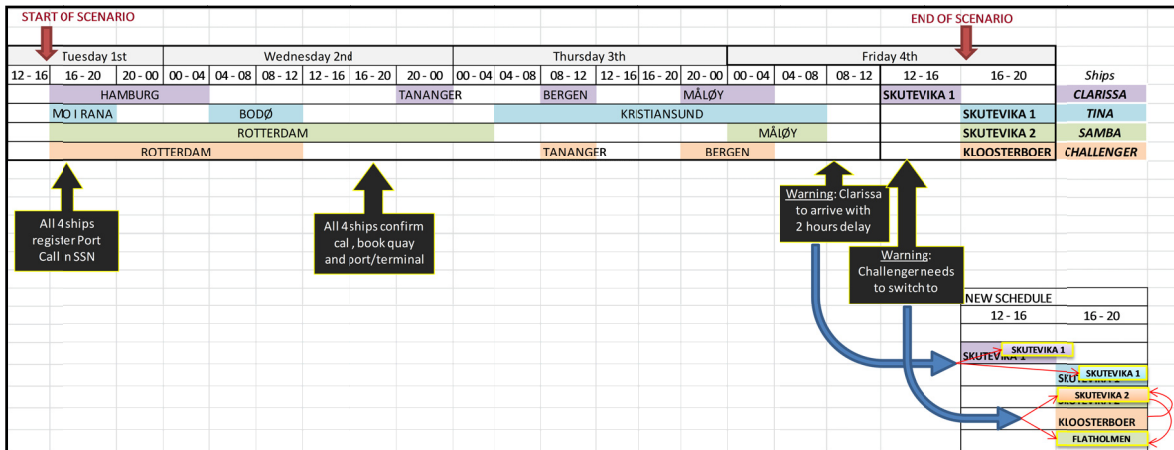 START OF SCENARIO
END OF SCENARIO
Tuesday 1st Wednesday 2nd Thursday 3th Friday 4th
12 - 16 16 - 20 20 - 00 00 - 04 04 - 08 08 - 12 12 - 16 16 - 20 20 - 00 00 - 04 04 - 08 08 - 12 12 - 16 16 - 20 20 - 00 00 - 04 04 - 08 08 - 12 12 - 16 16 - 20 Ships
HAMBURG TANANGER BERGEN MÅLØY SKUTEVIKA 1 CLARISSA
MO I RANA BODØ KRISTIANSUND SKUTEVIKA 1 TINA
ROTTERDAM MÅLØY SKUTEVIKA 2 SAMBA
ROTTERDAM TANANGER BERGEN KLOOSTERBOER CHALLENGER
All 4 ships
register Port
Call n SSN
All 4 ships confirm
cal , book quay
and port/terminal
Warning: Clarissa
to arrive with
2 hours delay
Warning:
Challenger needs
to switch to
NEW SCHEDULE
12 - 16 16 - 20
SKUTEVIKA 1
SKUTEVIKA 1
SKUTEVIKA 1
SKUTEVIKA 2
KLOOSTERBOER
FLATHOLMEN